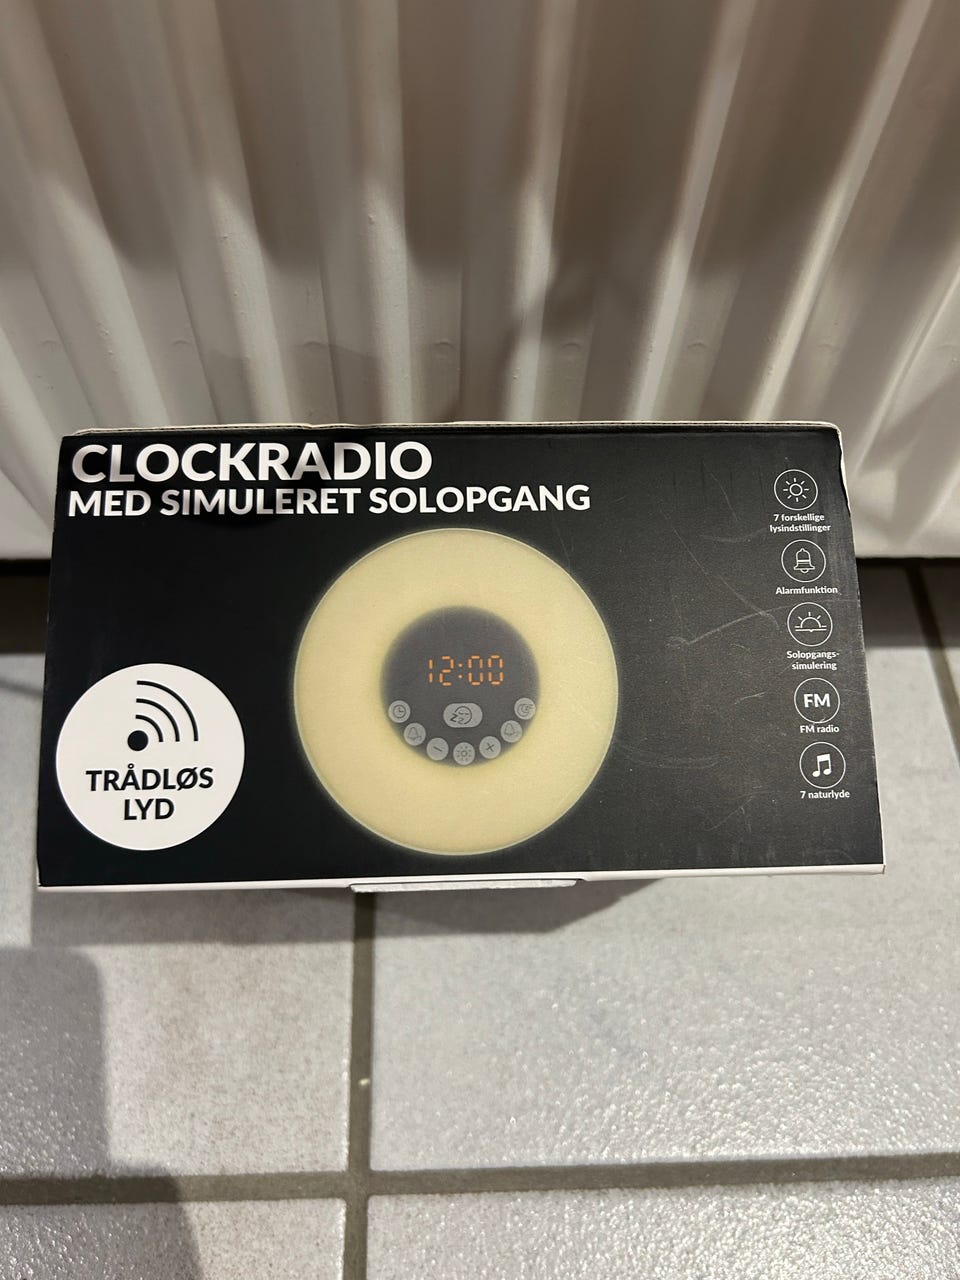 CLOCKRADIO
MED SIMULERET SOLOPGANG
7 forskellige
lysindstillinger
Alarmfunktion
Solopgangs-
simulering
FM
FM radio
7 naturlyde
12:00
TRÅDLØS
LYD